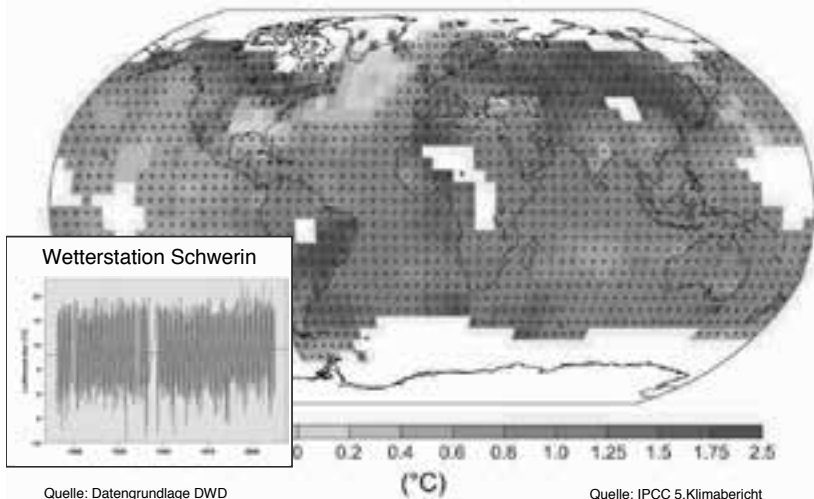 Wetterstation Schwerin
0 0.2 0.4 0.6 0.8 1.0 1.25 1.5 1.75 2.5
(°C)
Quelle: Datengrundlage DWD
Quelle: IPCC 5.Klimabericht